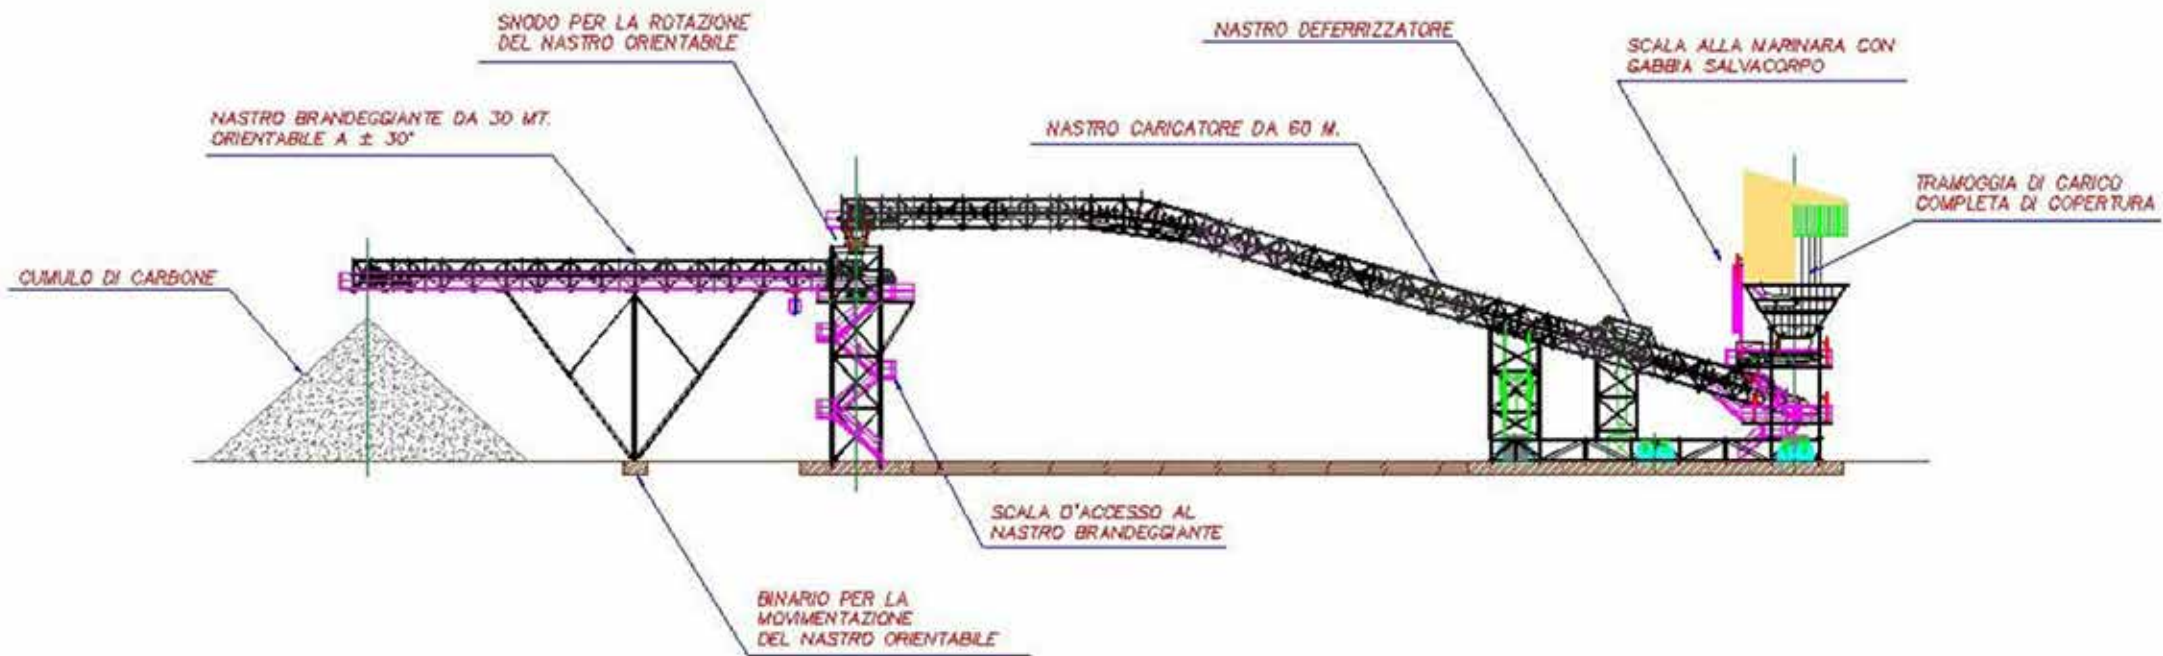 SNODO PER LA ROTAZIONE
DEL NASTRO ORIENTABILE
NASTRO DEFERRIZZATORE
SCALA ALLA MARINARA CON
GABBIA SALVACORPO
NASTRO BRANDEGGIANTE DA 30 MT.
ORIENTABILE A ± 30°
NASTRO CARICATORE DA 60 M.
TRAMOGGIA DI CARICO
COMPLETA DI COPERTURA
CUMULO DI CARBONE
SCALA D'ACCESSO AL
NASTRO BRANDEGGIANTE
BINARIO PER LA
MOVIMENTAZIONE
DEL NASTRO ORIENTABILE